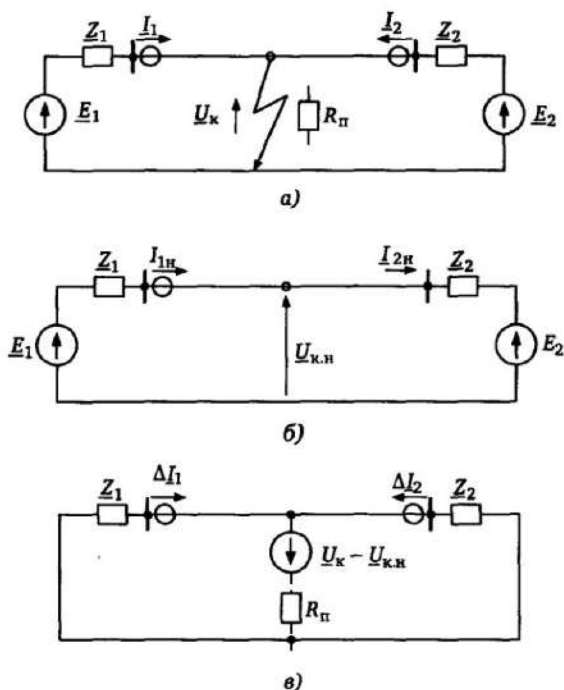 Z1 I1 I2 Z2
E1 Uк Rп E2
а)
Z1 I1н I2н Z2
E1 Uк.н E2
б)
Z1 ΔI1 ΔI2 Z2
Uк − Uк.н
Rп
в)